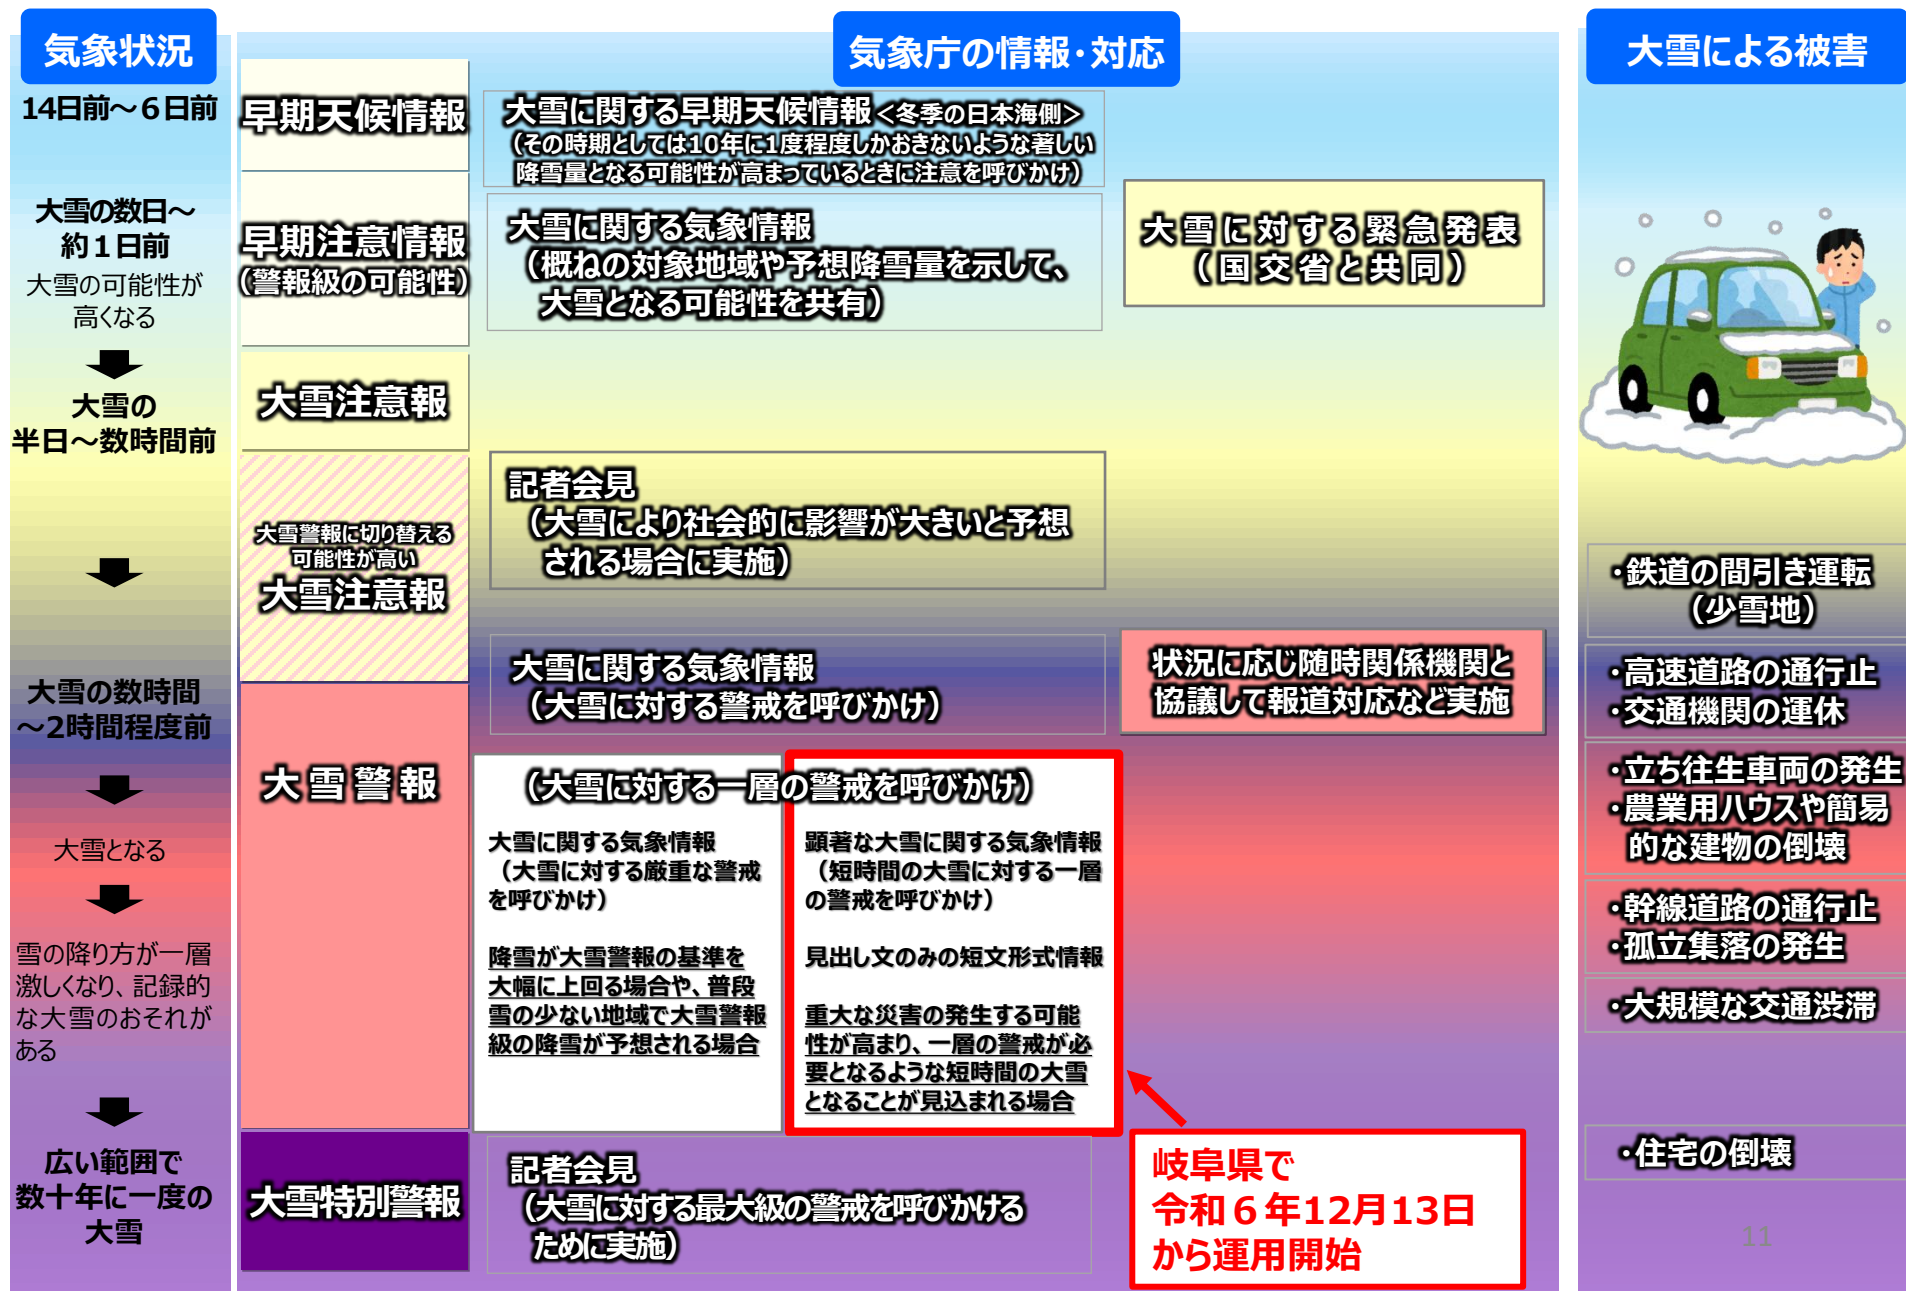 気象状況
14日前～6日前
大雪の数日～
約1日前
大雪の可能性が
高くなる
大雪の
半日～数時間前
大雪の数時間
～2時間程度前
大雪となる
雪の降り方が一層
激しくなり、記録的
な大雪のおそれが
ある
広い範囲で
数十年に一度の
大雪
気象庁の情報・対応
早期天候情報
大雪に関する早期天候情報<冬季の日本海側>
（その時期としては10年に1度程度しかおきないような著しい
降雪量となる可能性が高まっているときに注意を呼びかけ）
早期注意情報
（警報級の可能性）
大雪に関する気象情報
（概ねの対象地域や予想降雪量を示して、
大雪となる可能性を共有）
大雪に対する緊急発表
（国交省と共同）
大雪注意報
大雪警報に切り替える
可能性が高い
大雪注意報
記者会見
（大雪により社会的に影響が大きいと予想
される場合に実施）
大雪に関する気象情報
（大雪に対する警戒を呼びかけ）
状況に応じ随時関係機関と
協議して報道対応など実施
大雪警報
（大雪に対する一層の警戒を呼びかけ）
大雪に関する気象情報
（大雪に対する厳重な警戒
を呼びかけ）
降雪が大雪警報の基準を
大幅に上回る場合や、普段
雪の少ない地域で大雪警報
級の降雪が予想される場合
顕著な大雪に関する気象情報
（短時間の大雪に対する一層
の警戒を呼びかけ）
見出し文のみの短文形式情報
重大な災害の発生する可能
性が高まり、一層の警戒が必
要となるような短時間の大雪
となることが見込まれる場合
大雪特別警報
記者会見
（大雪に対する最大級の警戒を呼びかける
ために実施）
岐阜県で
令和6年12月13日
から運用開始
大雪による被害
・鉄道の間引き運転
（少雪地）
・高速道路の通行止
・交通機関の運休
・立ち往生車両の発生
・農業用ハウスや簡易
的な建物の倒壊
・幹線道路の通行止
・孤立集落の発生
・大規模な交通渋滞
・住宅の倒壊
11